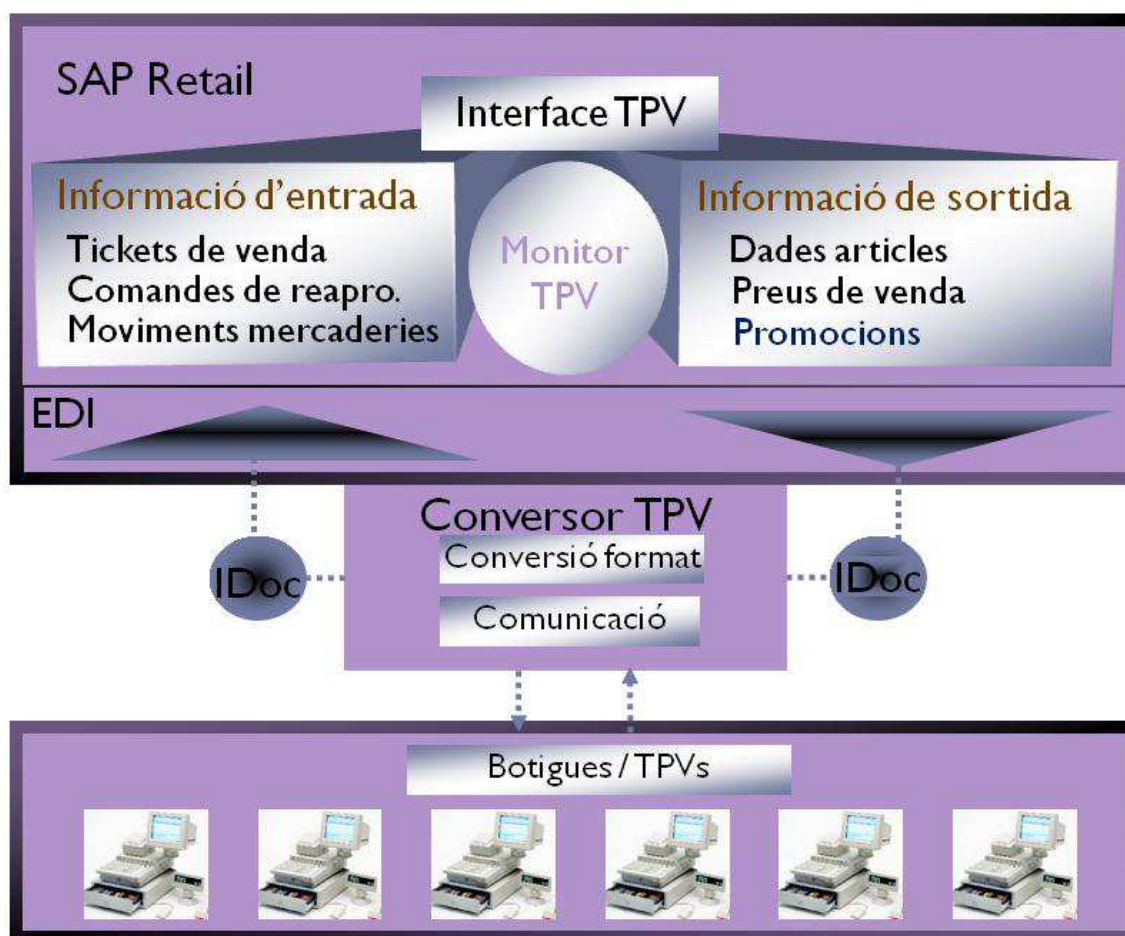 SAP Retail
Interface TPV
Informació d'entrada
Tickets de venda
Comandes de reapro.
Moviments mercaderies
Monitor
TPV
Informació de sortida
Dades articles
Preus de venda
Promocions
EDI
Conversor TPV
Conversió format
Comunicació
IDoc
IDoc
Botigues / TPVs